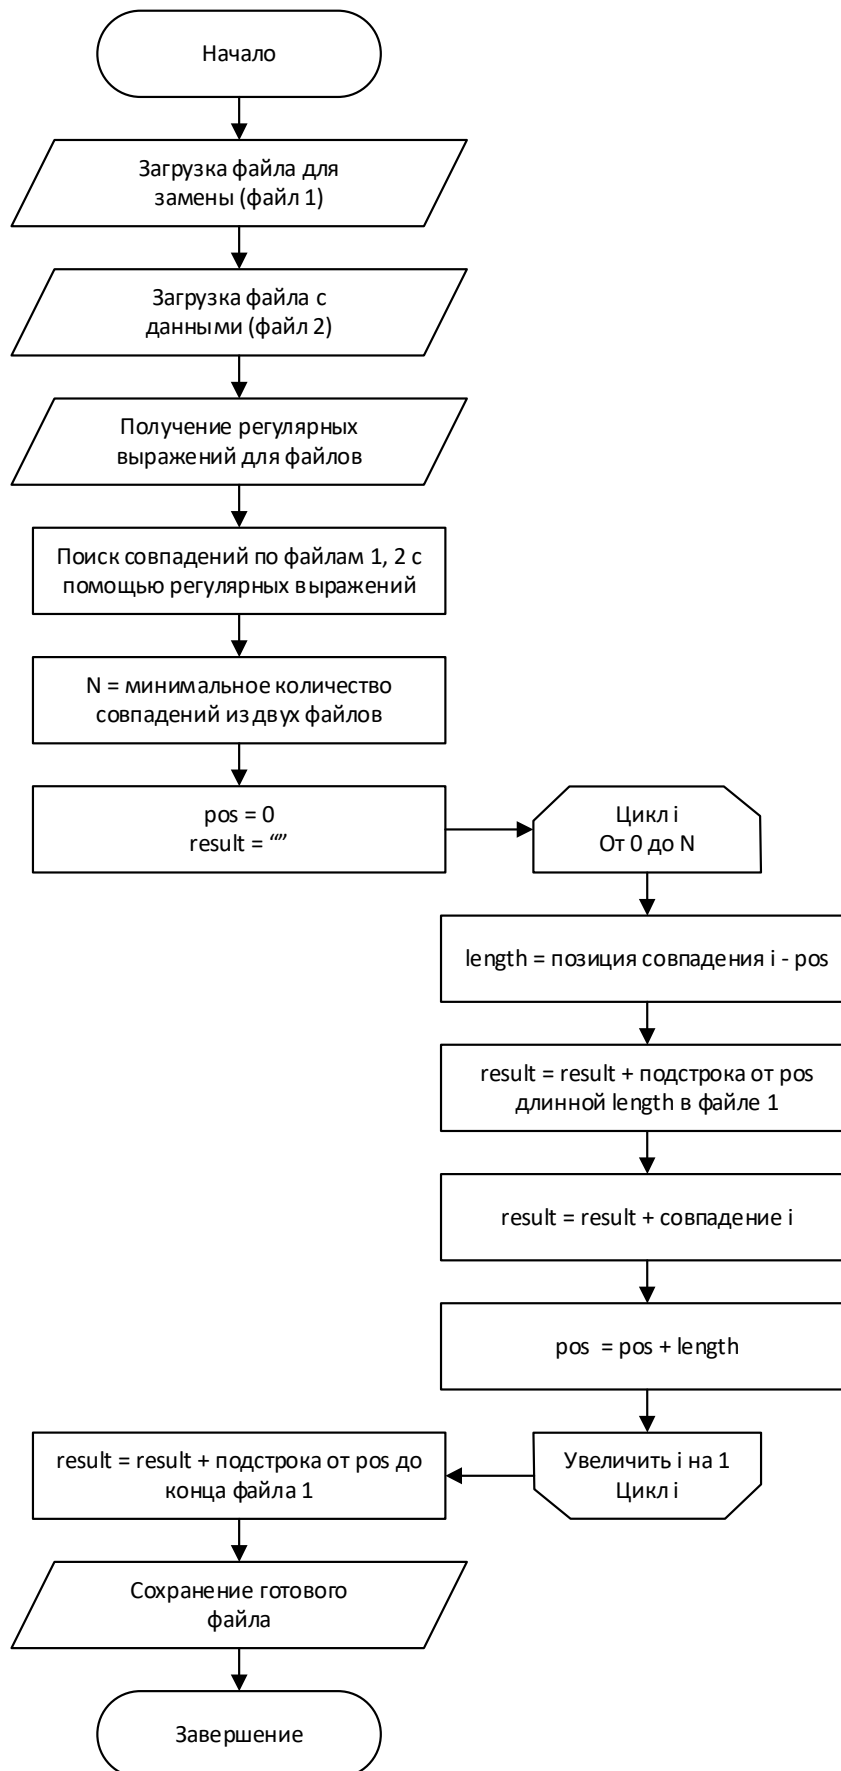 Начало
Загрузка файла для
замены (файл 1)
Загрузка файла с
данными (файл 2)
Получение регулярных
выражений для файлов
Поиск совпадений по файлам 1, 2 с
помощью регулярных выражений
N = минимальное количество
совпадений из двух файлов
pos = 0
result = “”
Цикл i
От 0 до N
length = позиция совпадения i - pos
result = result + подстрока от pos
длинной length в файле 1
result = result + совпадение i
pos = pos + length
Увеличить i на 1
Цикл i
result = result + подстрока от pos до
конца файла 1
Сохранение готового
файла
Завершение